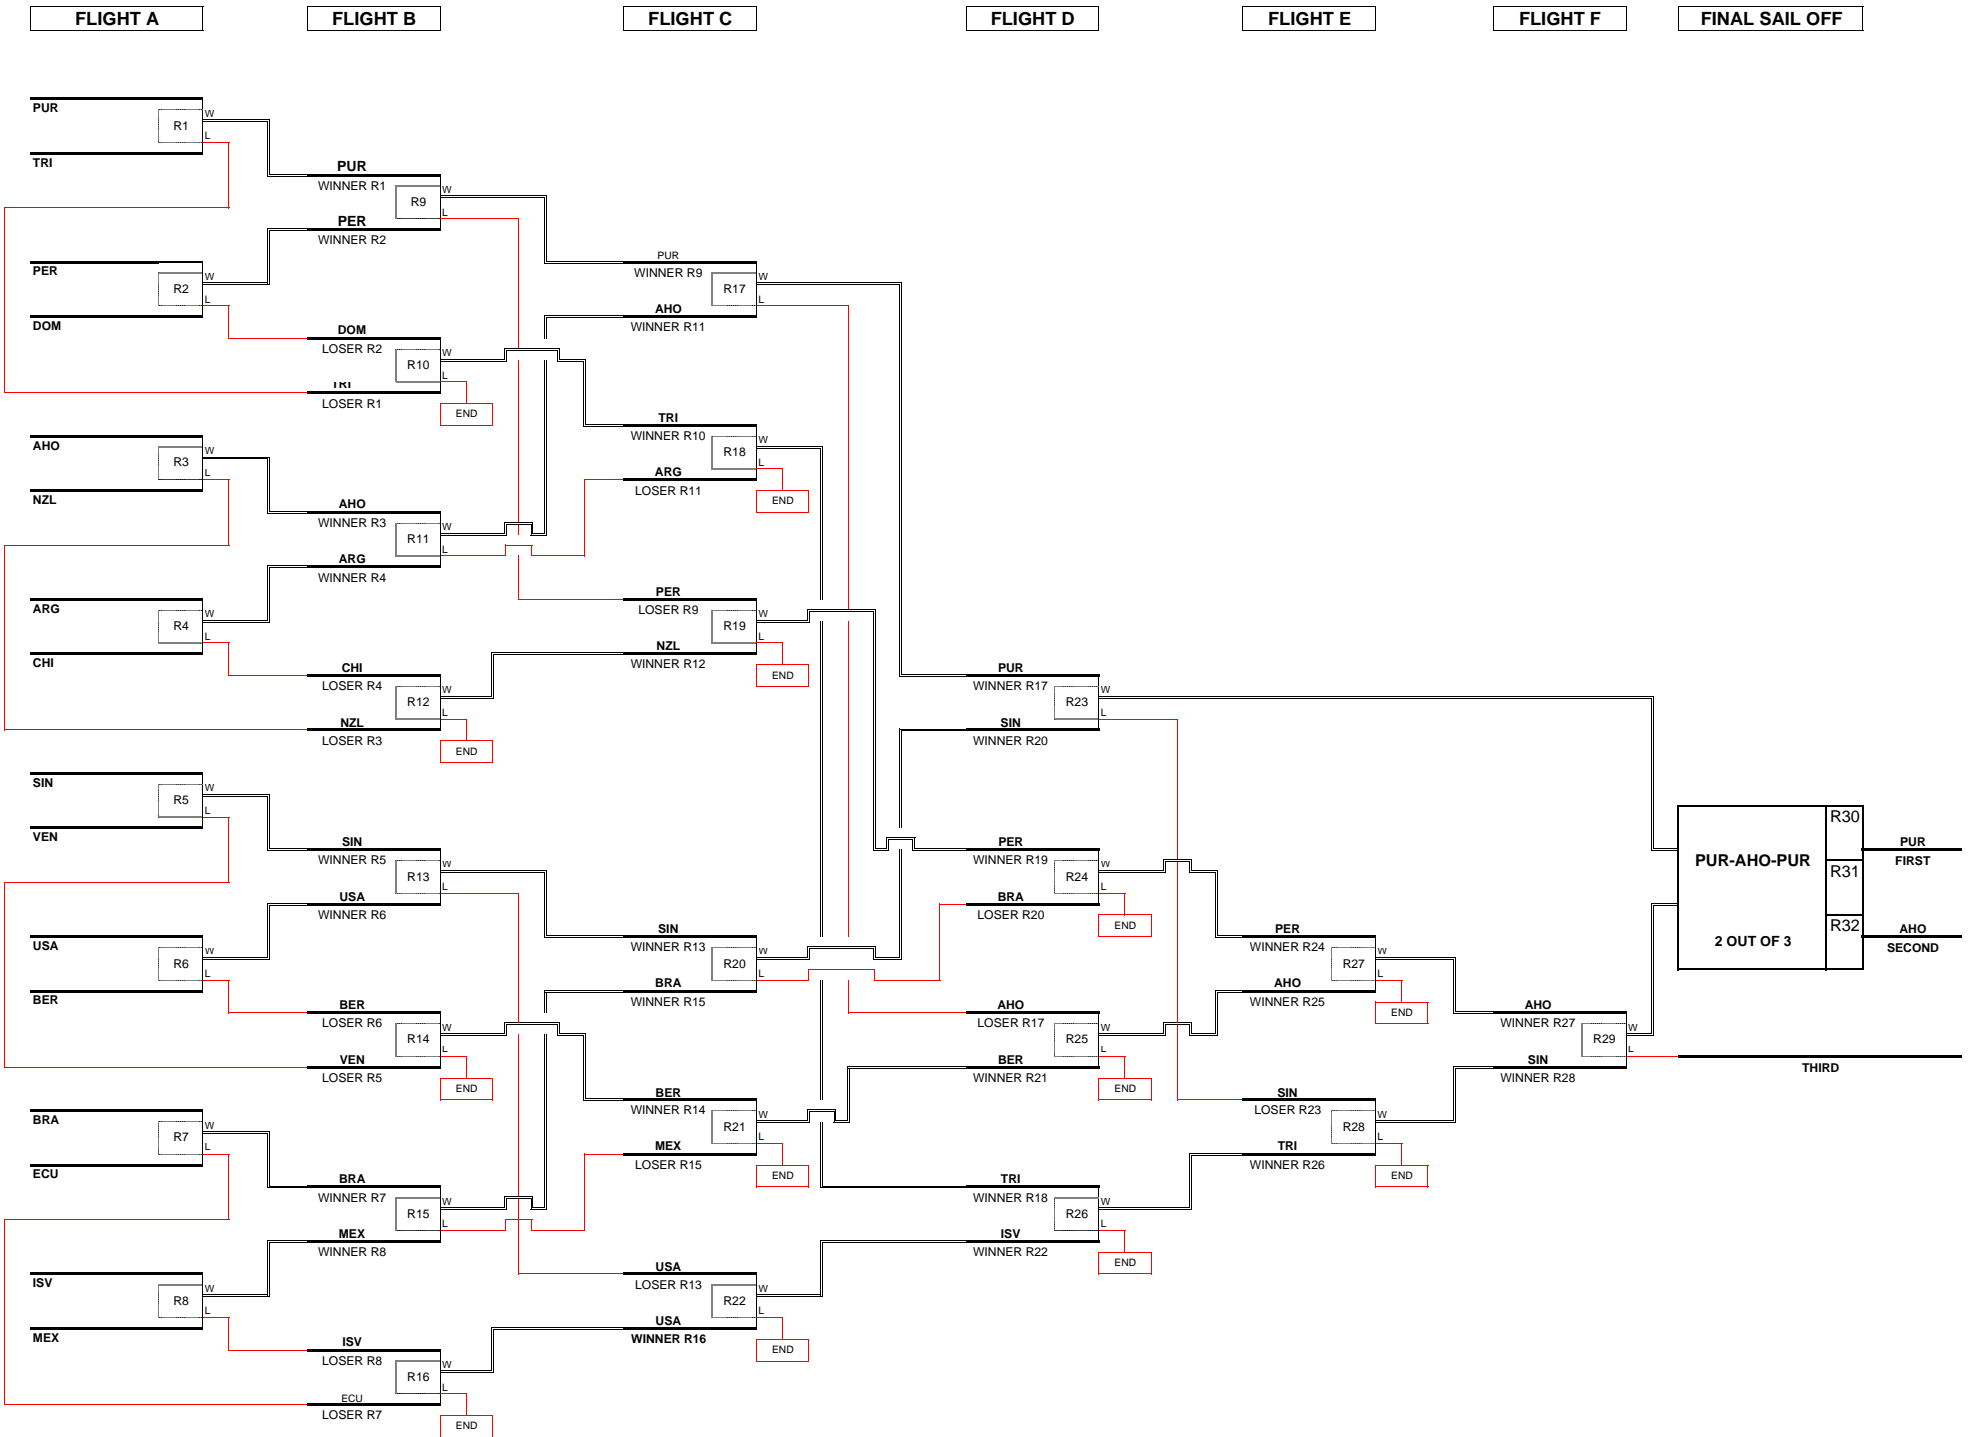 FLIGHT A
FLIGHT B
FLIGHT C
FLIGHT D
FLIGHT E
FLIGHT F
FINAL SAIL OFF
PUR
R1
W
L
TRI
PER
R2
W
L
DOM
AHO
R3
W
L
NZL
ARG
R4
W
L
CHI
SIN
R5
W
L
VEN
USA
R6
W
L
BER
BRA
R7
W
L
ECU
ISV
R8
W
L
MEX
PUR
WINNER R1
R9
W
L
PER
WINNER R2
DOM
LOSER R2
R10
W
L
TRI
LOSER R1
END
AHO
WINNER R3
R11
W
L
ARG
WINNER R4
CHI
LOSER R4
R12
W
L
NZL
LOSER R3
END
SIN
WINNER R5
R13
W
L
USA
WINNER R6
BER
LOSER R6
R14
W
L
VEN
LOSER R5
END
BRA
WINNER R7
R15
W
L
MEX
WINNER R8
ISV
LOSER R8
R16
W
L
ECU
LOSER R7
END
PUR
WINNER R9
R17
W
L
AHO
WINNER R11
TRI
WINNER R10
R18
W
L
ARG
LOSER R11
END
PER
LOSER R9
R19
W
L
NZL
WINNER R12
END
SIN
WINNER R13
R20
W
L
BRA
WINNER R15
BER
WINNER R14
R21
W
L
MEX
LOSER R15
END
USA
LOSER R13
R22
W
L
USA
WINNER R16
END
PUR
WINNER R17
R23
W
L
SIN
WINNER R20
PER
WINNER R19
R24
W
L
BRA
LOSER R20
END
AHO
LOSER R17
R25
W
L
BER
WINNER R21
END
TRI
WINNER R18
R26
W
L
ISV
WINNER R22
END
PER
WINNER R24
R27
W
L
AHO
WINNER R25
END
SIN
LOSER R23
R28
W
L
TRI
WINNER R26
END
AHO
WINNER R27
R29
W
L
SIN
WINNER R28
PUR-AHO-PUR
2 OUT OF 3
R30
R31
R32
PUR
FIRST
AHO
SECOND
THIRD